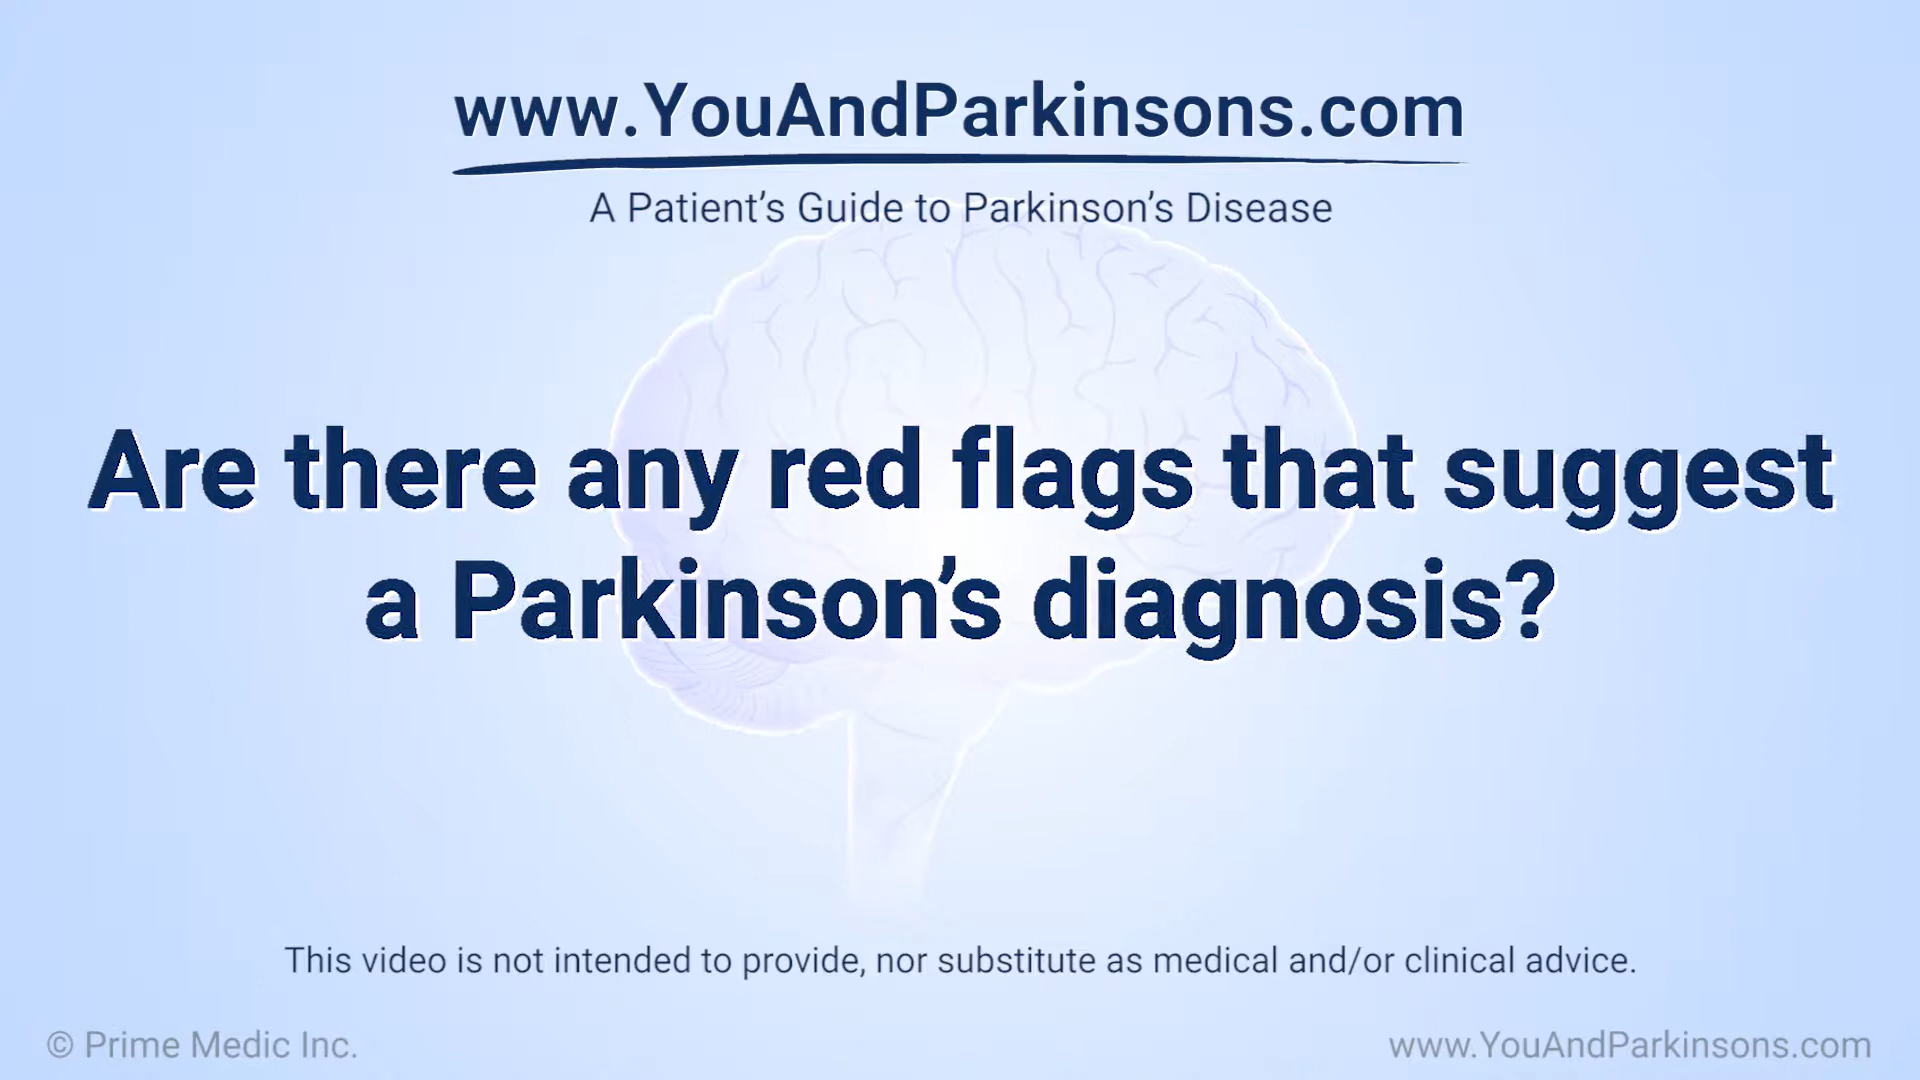 www.YouAndParkinsons.com
A Patient’s Guide to Parkinson’s Disease
Are there any red flags that suggest
a Parkinson’s diagnosis?
This video is not intended to provide, nor substitute as medical and/or clinical advice.
© Prime Medic Inc.
www.YouAndParkinsons.com